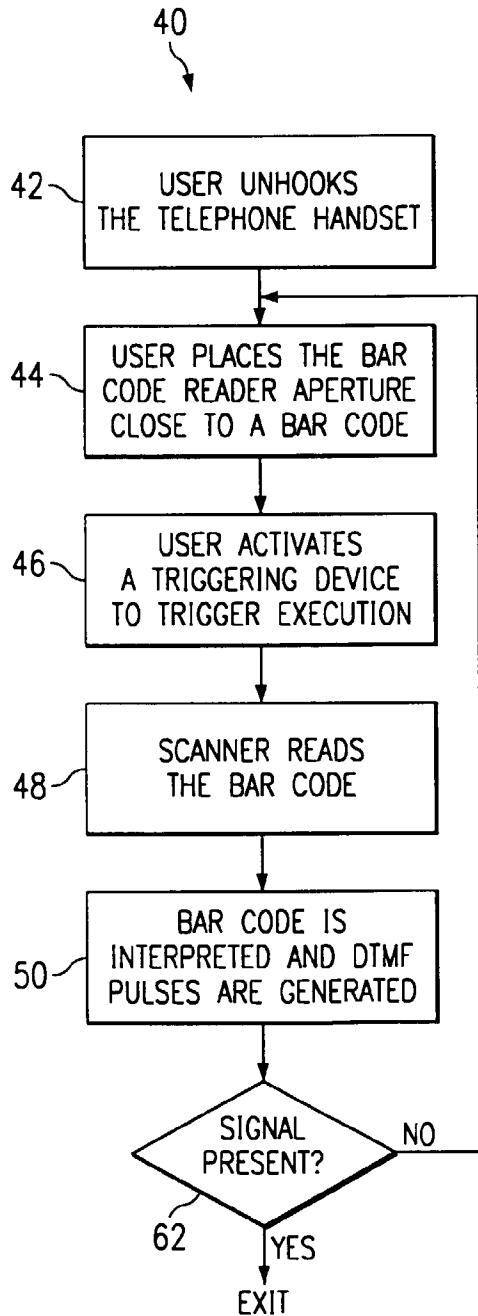 40
42
USER UNHOOKS
THE TELEPHONE HANDSET
44
USER PLACES THE BAR
CODE READER APERTURE
CLOSE TO A BAR CODE
46
USER ACTIVATES
A TRIGGERING DEVICE
TO TRIGGER EXECUTION
48
SCANNER READS
THE BAR CODE
50
BAR CODE IS
INTERPRETED AND DTMF
PULSES ARE GENERATED
SIGNAL
PRESENT?
NO
62
YES
EXIT